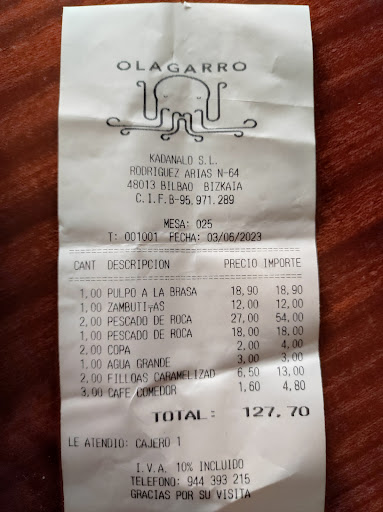 OLAGARRO
KADANALO S.L.
RODRIGUEZ ARIAS N-64
48013 BILBAO BIZKAIA
C.I.F.B-95.971.289
MESA: 025
T: 001001 FECHA: 03/06/2023
CANT DESCRIPCION PRECIO IMPORTE
1,00 PULPO A LA BRASA 18,90 18,90
1,00 ZAMBUTI┬AS 12,00 12,00
2,00 PESCADO DE ROCA 27,00 54,00
1,00 PESCADO DE ROCA 18,00 18,00
2,00 COPA 2,00 4,00
1,00 AGUA GRANDE 3,00 3,00
2,00 FILLOAS CARAMELIZAD 6,50 13,00
3,00 CAFE COMEDOR 1,60 4,80
TOTAL: 127,70
LE ATENDIO: CAJERO 1
I.V.A. 10% INCLUIDO
TELEFONO: 944 393 215
GRACIAS POR SU VISITA